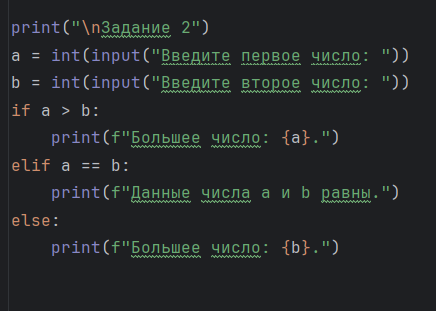 print("\nЗадание 2")
a = int(input("Введите первое число: "))
b = int(input("Введите второе число: "))
if a > b:
    print(f"Большее число: {a}.")
elif a == b:
    print(f"Данные числа a и b равны.")
else:
    print(f"Большее число: {b}.")